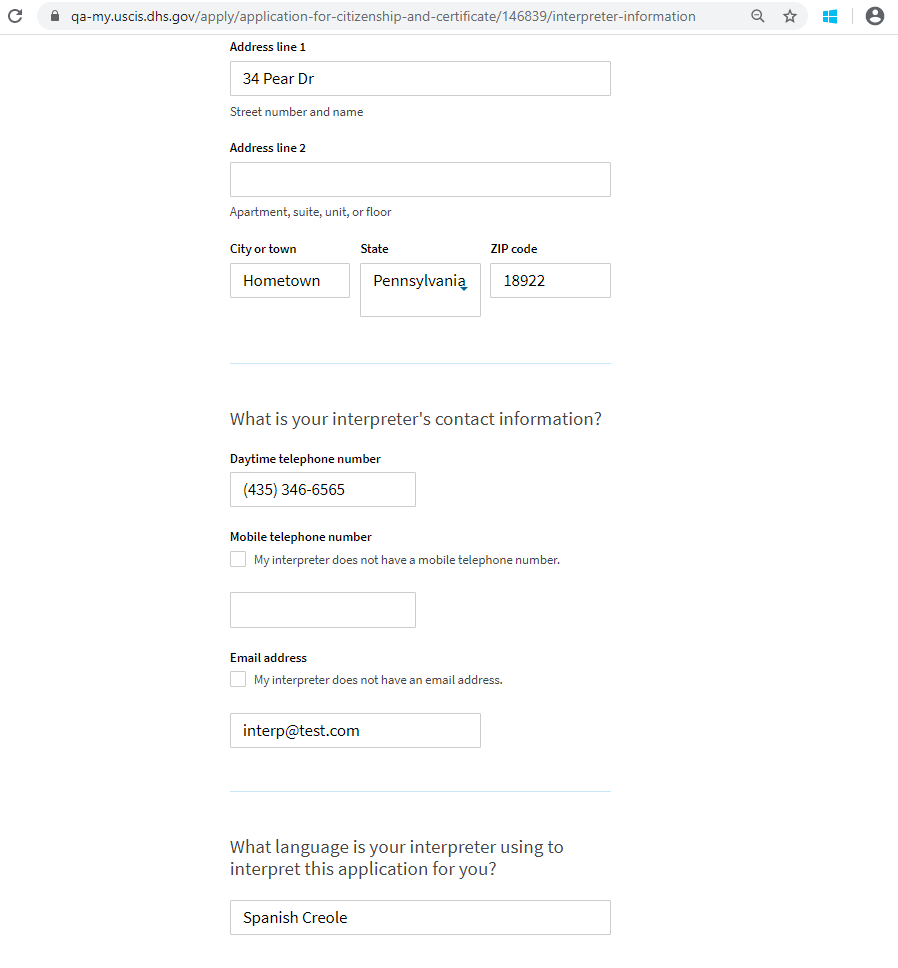 qa-my.uscis.dhs.gov/apply/application-for-citizenship-and-certificate/146839/interpreter-information
Address line 1
34 Pear Dr
Street number and name
Address line 2
Apartment, suite, unit, or floor
City or town State ZIP code
Hometown Pennsylvania 18922
What is your interpreter's contact information?
Daytime telephone number
(435) 346-6565
Mobile telephone number
My interpreter does not have a mobile telephone number.
Email address
My interpreter does not have an email address.
interp@test.com
What language is your interpreter using to
interpret this application for you?
Spanish Creole